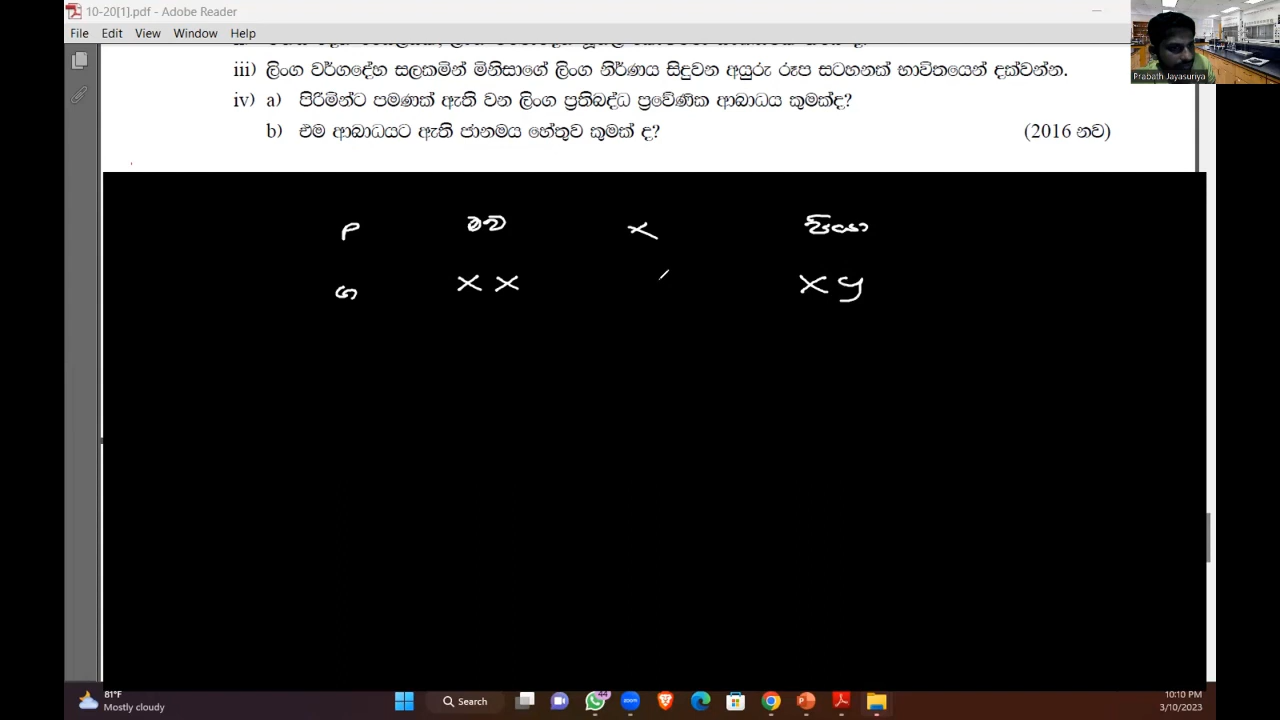 10-20[1].pdf - Adobe Reader
File Edit View Window Help
Prabath Jayasuriya
iii) ලිංග වර්ගදේහ සලකමින් මිනිසාගේ ලිංග නිර්ණය සිදුවන අයුරු රූප සටහනක් භාවිතයෙන් දක්වන්න.
iv) a) පිරිමින්ට පමණක් ඇති වන ලිංග ප්‍රතිබද්ධ ප්‍රවේණික ආබාධය කුමක්ද?
b) එම ආබාධයට ඇති ජානමය හේතුව කුමක් ද? (2016 නව)
P මව x පියා
X X X y
81°F
Mostly cloudy
Search
44
zoom
10:10 PM
3/10/2023